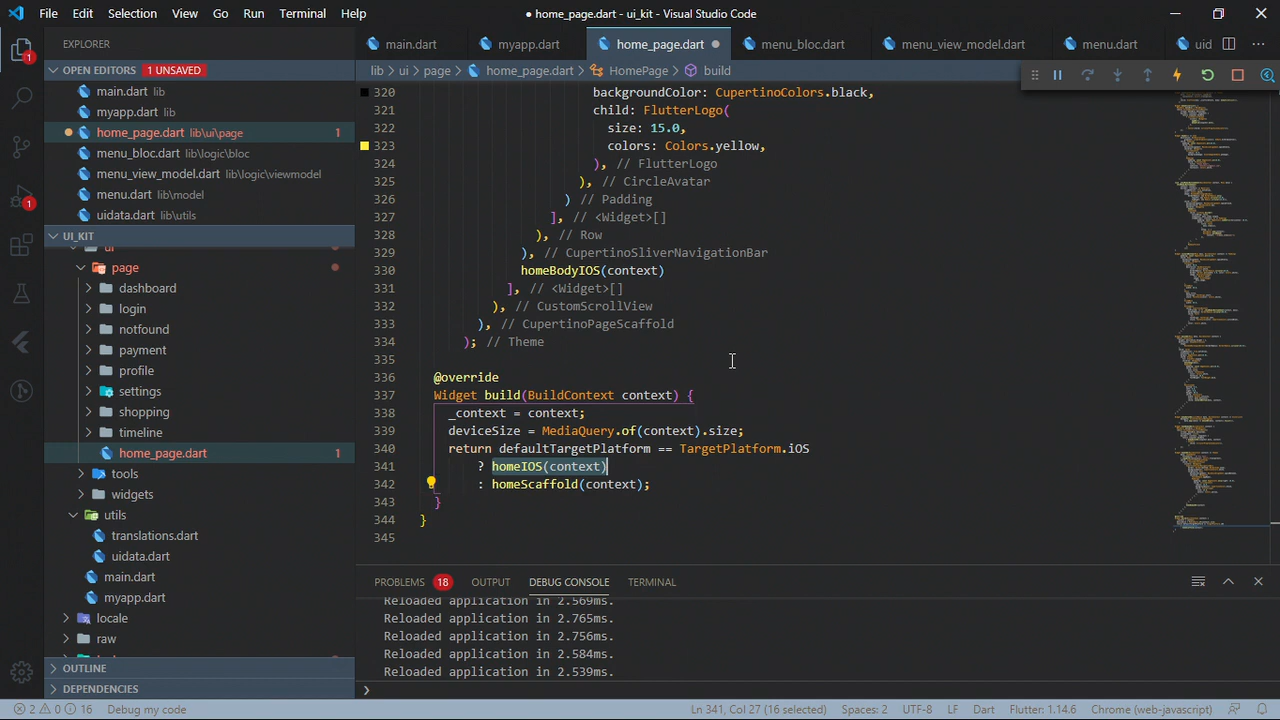 File Edit Selection View Go Run Terminal Help
● home_page.dart - ui_kit - Visual Studio Code
1
1
EXPLORER
OPEN EDITORS 1 UNSAVED
main.dart lib
myapp.dart lib
home_page.dart lib\ui\page 1
menu_bloc.dart lib\logic\bloc
menu_view_model.dart lib\logic\viewmodel
menu.dart lib\model
uidata.dart lib\utils
UI_KIT
ui
page
dashboard
login
notfound
payment
profile
settings
shopping
timeline
home_page.dart 1
tools
widgets
utils
translations.dart
uidata.dart
main.dart
myapp.dart
locale
raw
OUTLINE
DEPENDENCIES
main.dart myapp.dart home_page.dart menu_bloc.dart menu_view_model.dart menu.dart uid
lib > ui > page > home_page.dart > HomePage > build
320 backgroundColor: CupertinoColors.black,
321 child: FlutterLogo(
322 size: 15.0,
323 colors: Colors.yellow,
324 ), // FlutterLogo
325 ), // CircleAvatar
326 ) // Padding
327 ], // <Widget>[]
328 ), // Row
329 ), // CupertinoSliverNavigationBar
330 homeBodyIOS(context)
331 ], // <Widget>[]
332 ), // CustomScrollView
333 ), // CupertinoPageScaffold
334 ); // Theme
335
336 @override
337 Widget build(BuildContext context) {
338 _context = context;
339 deviceSize = MediaQuery.of(context).size;
340 return defaultTargetPlatform == TargetPlatform.iOS
341 ? homeIOS(context)
342 : homeScaffold(context);
343 }
344 }
345
PROBLEMS 18 OUTPUT DEBUG CONSOLE TERMINAL
Reloaded application in 2.569ms.
Reloaded application in 2.765ms.
Reloaded application in 2.756ms.
Reloaded application in 2.584ms.
Reloaded application in 2.539ms.
2 0 16 Debug my code
Ln 341, Col 27 (16 selected) Spaces: 2 UTF-8 LF Dart Flutter: 1.14.6 Chrome (web-javascript)